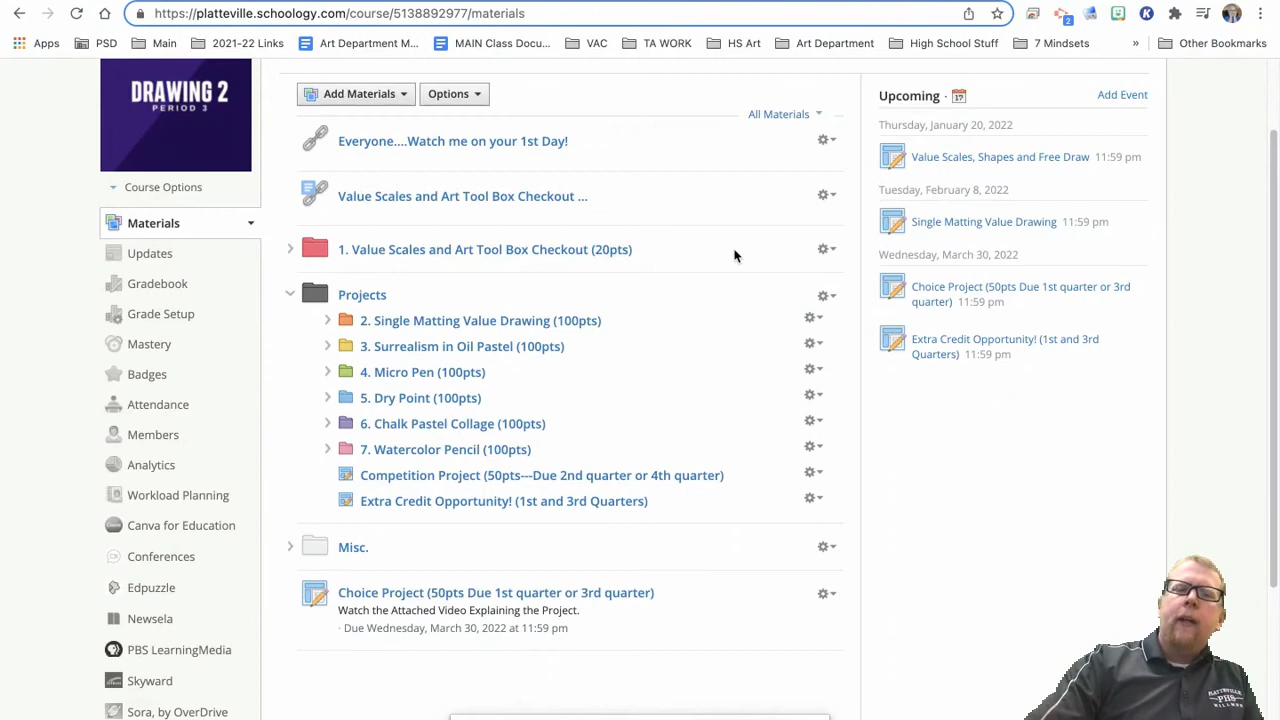 https://platteville.schoology.com/course/5138892977/materials
2
Apps
PSD
Main
2021-22 Links
Art Department M...
MAIN Class Docu...
VAC
TA WORK
HS Art
Art Department
High School Stuff
7 Mindsets
»
Other Bookmarks
DRAWING 2
PERIOD 3
Course Options
Materials
Updates
Gradebook
Grade Setup
Mastery
Badges
Attendance
Members
Analytics
Workload Planning
Canva for Education
Conferences
Edpuzzle
Newsela
PBS LearningMedia
Skyward
Sora, by OverDrive
Add Materials
Options
All Materials
Everyone....Watch me on your 1st Day!
Value Scales and Art Tool Box Checkout ...
1. Value Scales and Art Tool Box Checkout (20pts)
Projects
2. Single Matting Value Drawing (100pts)
3. Surrealism in Oil Pastel (100pts)
4. Micro Pen (100pts)
5. Dry Point (100pts)
6. Chalk Pastel Collage (100pts)
7. Watercolor Pencil (100pts)
Competition Project (50pts---Due 2nd quarter or 4th quarter)
Extra Credit Opportunity! (1st and 3rd Quarters)
Misc.
Choice Project (50pts Due 1st quarter or 3rd quarter)
Watch the Attached Video Explaining the Project.
· Due Wednesday, March 30, 2022 at 11:59 pm
Upcoming · 17
Add Event
Thursday, January 20, 2022
Value Scales, Shapes and Free Draw 11:59 pm
Tuesday, February 8, 2022
Single Matting Value Drawing 11:59 pm
Wednesday, March 30, 2022
Choice Project (50pts Due 1st quarter or 3rd
quarter) 11:59 pm
Extra Credit Opportunity! (1st and 3rd
Quarters) 11:59 pm
PLATTEVILLE
PHS